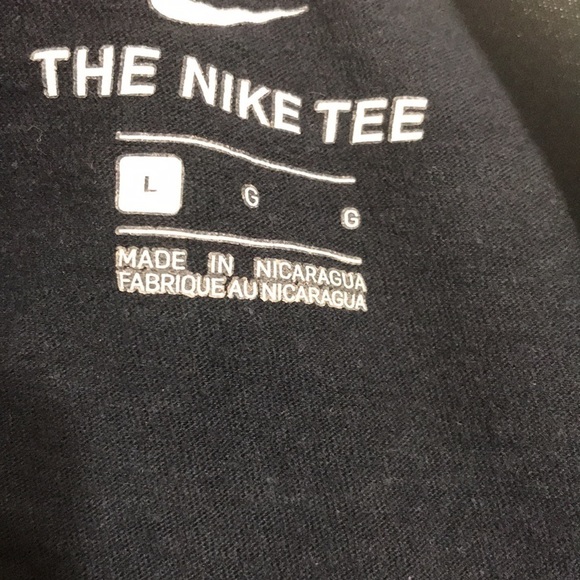 THE NIKE TEE
L G G
MADE IN NICARAGUA
FABRIQUE AU NICARAGUA